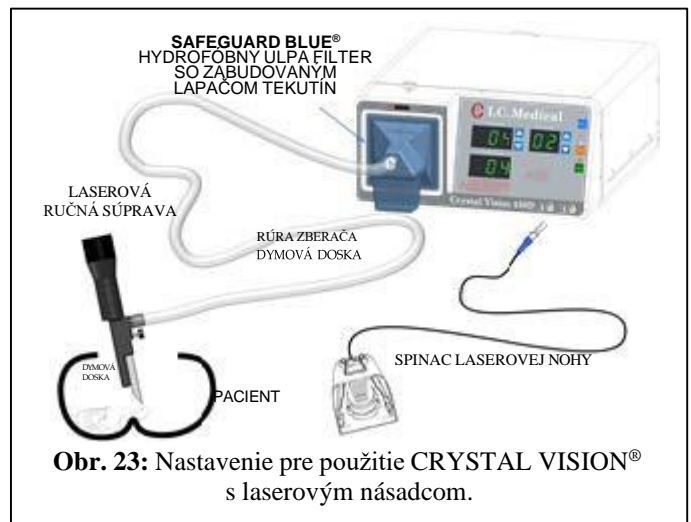 SAFEGUARD BLUE®
HYDROFÓBNY ULPA FILTER
SO ZABUDOVANÝM
LAPAČOM TEKUTÍN
I.C.Medical
04
02
04
LASEROVÁ
RUČNÁ SÚPRAVA
RÚRA ZBERAČA
DYMOVÁ DOSKA
Crystal Vision
SPINAC LASEROVEJ NOHY
DYMOVÁ
DOSKA
PACIENT
Obr. 23: Nastavenie pre použitie CRYSTAL VISION®
s laserovým násadcom.